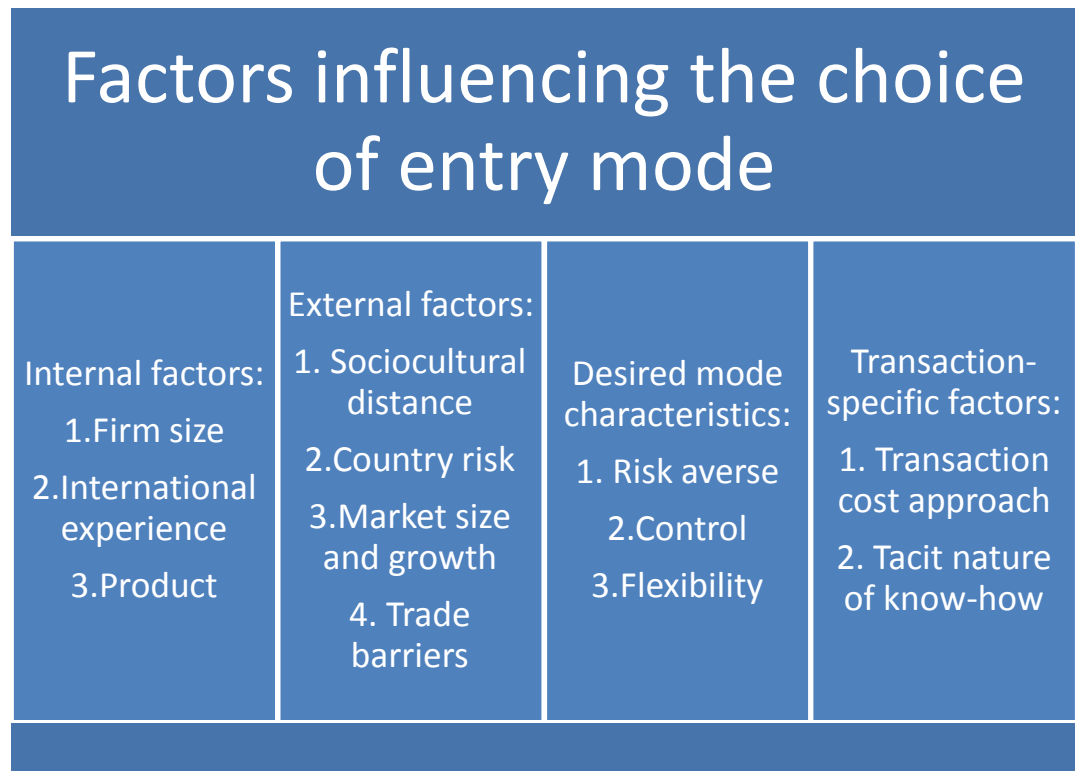 Factors influencing the choice
of entry mode
Internal factors:
1.Firm size
2.International
experience
3.Product
External factors:
1. Sociocultural
distance
2.Country risk
3.Market size
and growth
4. Trade
barriers
Desired mode
characteristics:
1. Risk averse
2.Control
3.Flexibility
Transaction-
specific factors:
1. Transaction
cost approach
2. Tacit nature
of know-how